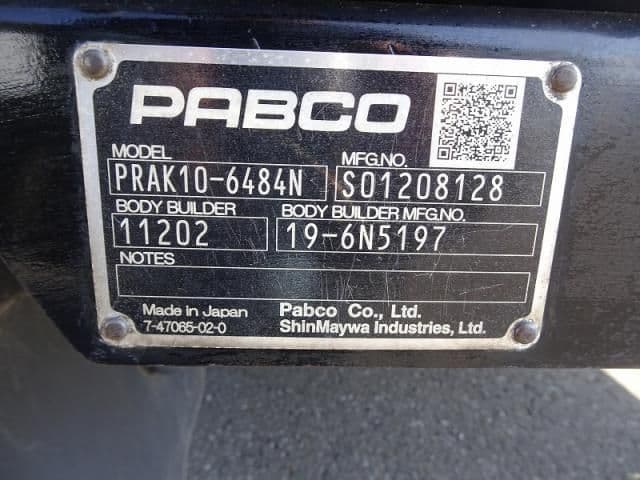 PABCO
MODEL MFG.NO.
PRAK10-6484N S01208128
BODY BUILDER BODY BUILDER MFG.NO.
11202 19-6N5197
NOTES
Made in Japan Pabco Co., Ltd.
7-47065-02-0 ShinMaywa Industries, Ltd.